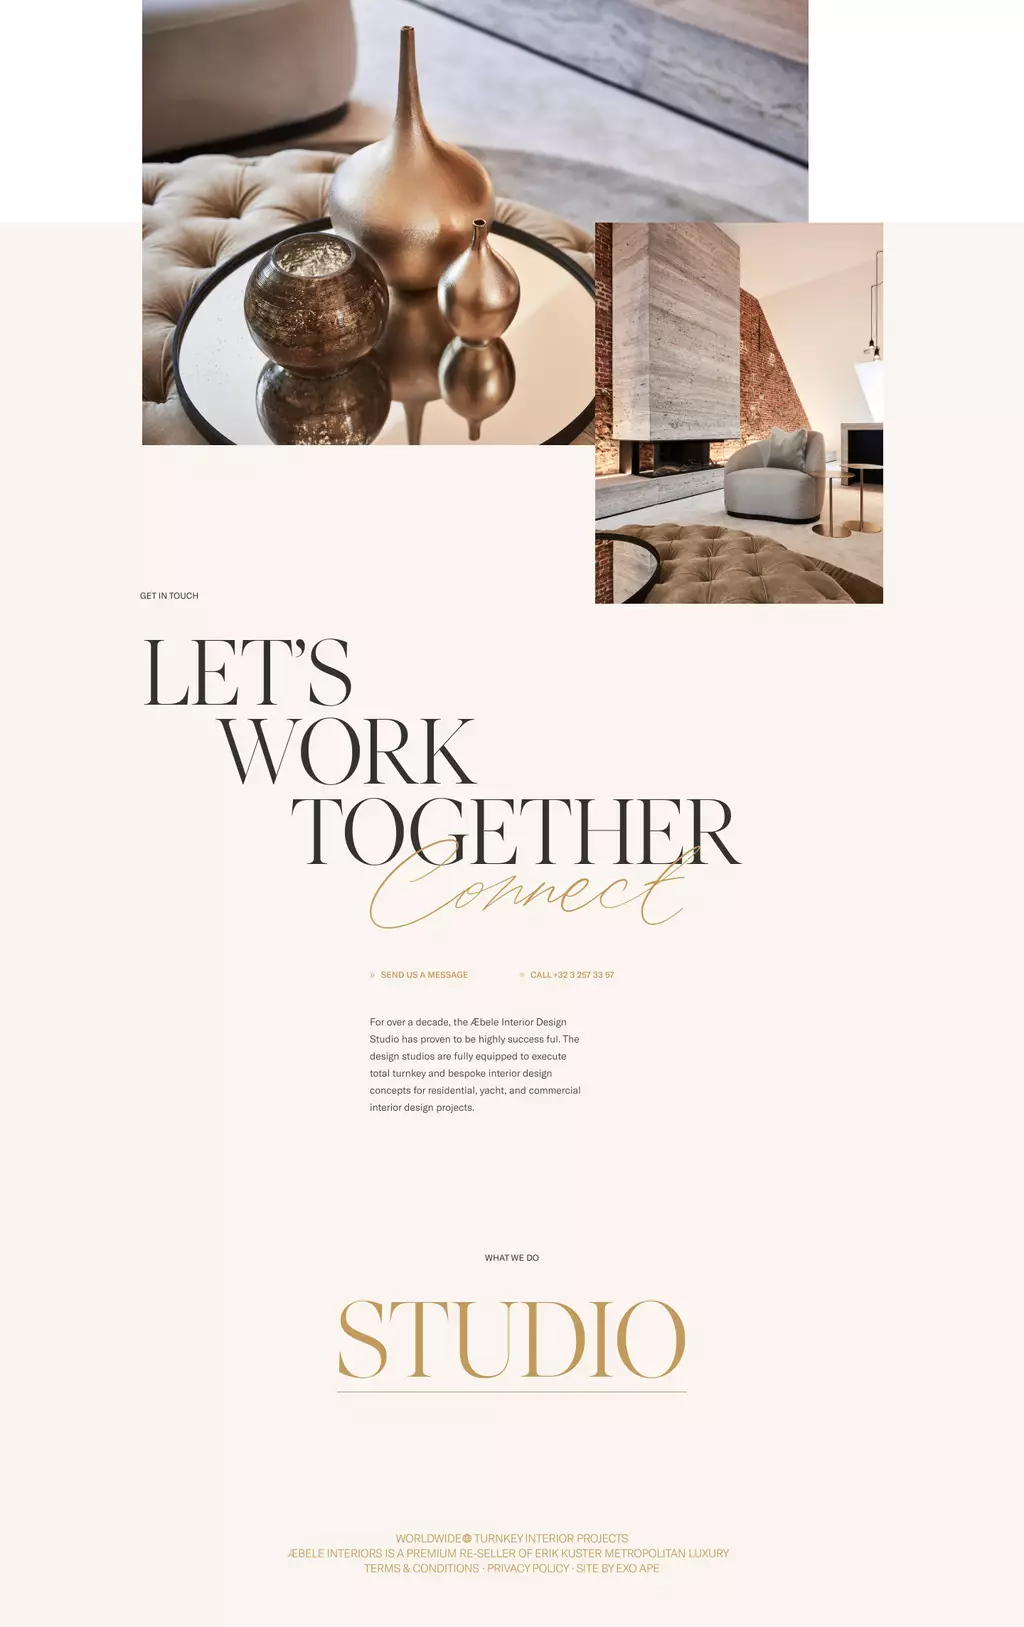 GET IN TOUCH
LET'S
WORK
TOGETHER
Connect
» SEND US A MESSAGE
CALL +32 3 257 33 57
For over a decade, the Æbele Interior Design
Studio has proven to be highly success ful. The
design studios are fully equipped to execute
total turnkey and bespoke interior design
concepts for residential, yacht, and commercial
interior design projects.
WHAT WE DO
STUDIO
WORLDWIDE TURNKEY INTERIOR PROJECTS
ÆBELE INTERIORS IS A PREMIUM RE-SELLER OF ERIK KUSTER METROPOLITAN LUXURY
TERMS & CONDITIONS · PRIVACY POLICY · SITE BY EXO APE